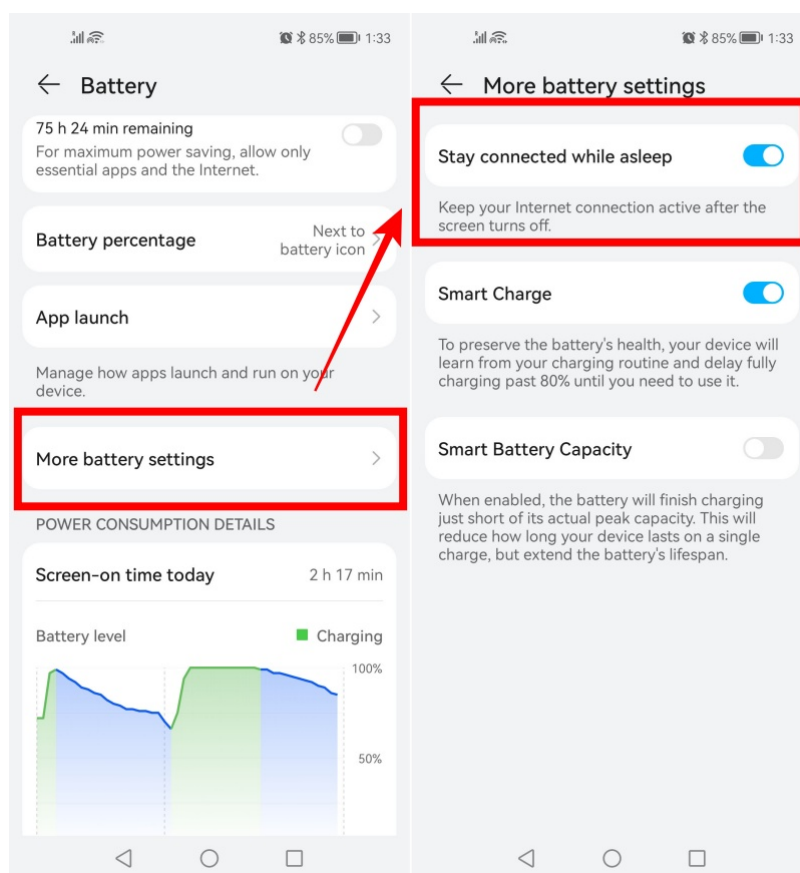 85% 1:33
Battery
75 h 24 min remaining
For maximum power saving, allow only
essential apps and the Internet.
Battery percentage
Next to
battery icon
App launch
Manage how apps launch and run on your
device.
More battery settings
POWER CONSUMPTION DETAILS
Screen-on time today 2 h 17 min
Battery level Charging
100%
50%
85% 1:33
More battery settings
Stay connected while asleep
Keep your Internet connection active after the
screen turns off.
Smart Charge
To preserve the battery's health, your device will
learn from your charging routine and delay fully
charging past 80% until you need to use it.
Smart Battery Capacity
When enabled, the battery will finish charging
just short of its actual peak capacity. This will
reduce how long your device lasts on a single
charge, but extend the battery's lifespan.